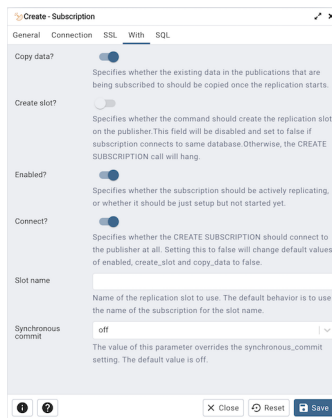 Create - Subscription
General Connection SSL With SQL
Copy data?
Specifies whether the existing data in the publications that are
being subscribed to should be copied once the replication starts.
Create slot?
Specifies whether the command should create the replication slot
on the publisher.This field will be disabled and set to false if
subscription connects to same database.Otherwise, the CREATE
SUBSCRIPTION call will hang.
Enabled?
Specifies whether the subscription should be actively replicating,
or whether it should be just setup but not started yet.
Connect?
Specifies whether the CREATE SUBSCRIPTION should connect to
the publisher at all. Setting this to false will change default values
of enabled, create_slot and copy_data to false.
Slot name
Name of the replication slot to use. The default behavior is to use
the name of the subscription for the slot name.
Synchronous
commit
off
The value of this parameter overrides the synchronous_commit
setting. The default value is off.
Close Reset Save